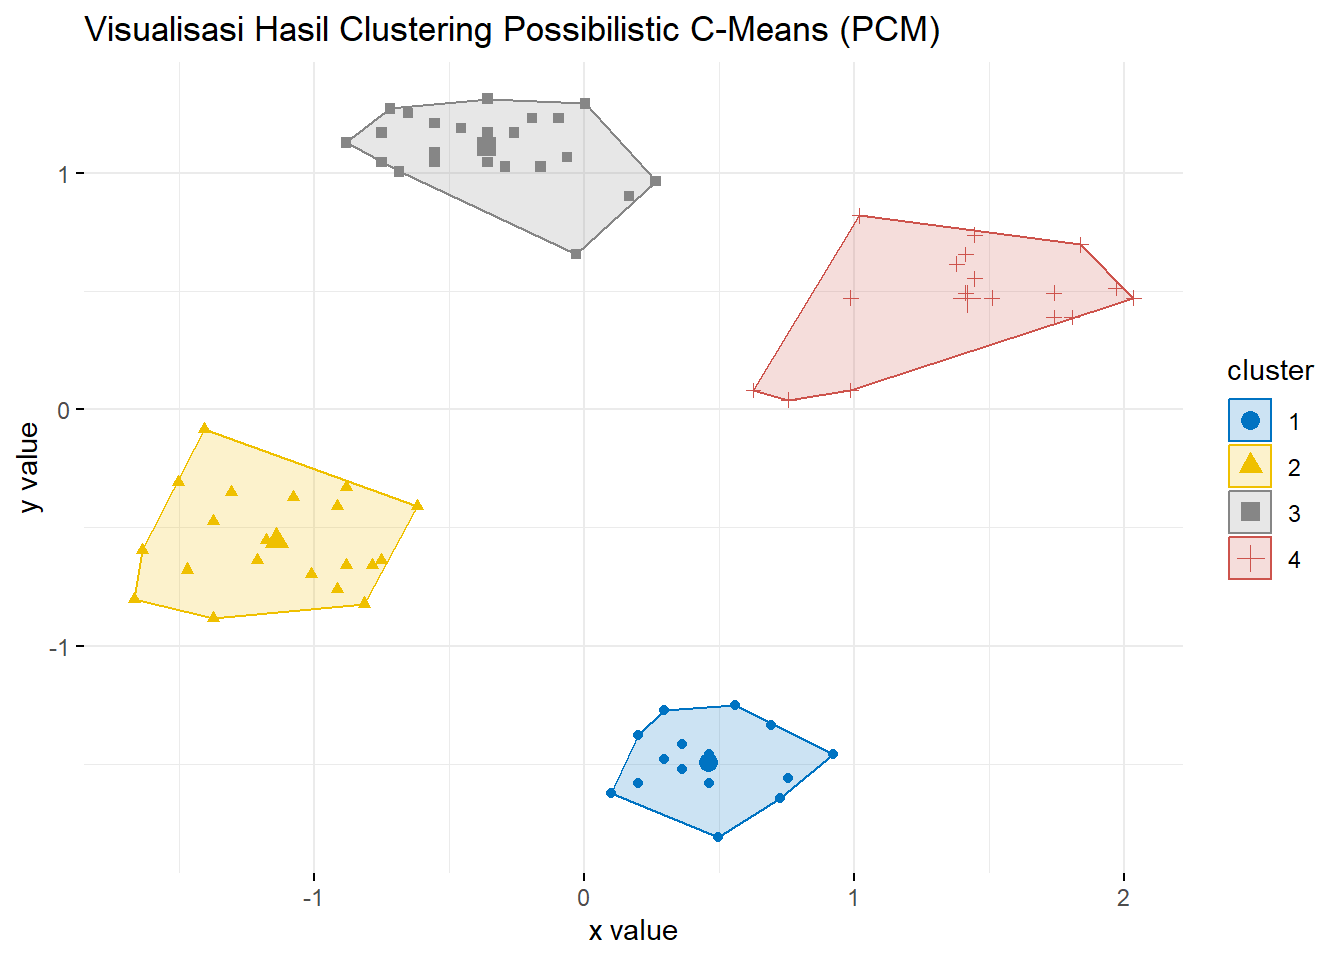 Visualisasi Hasil Clustering Possibilistic C-Means (PCM)
y value
1
0
-1
-1
0
1
2
x value
cluster
1
2
3
4